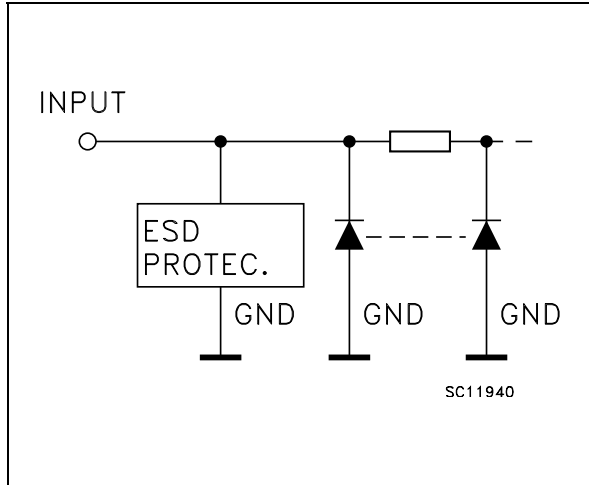 INPUT
ESD
PROTEC.
GND
GND
GND
SC11940